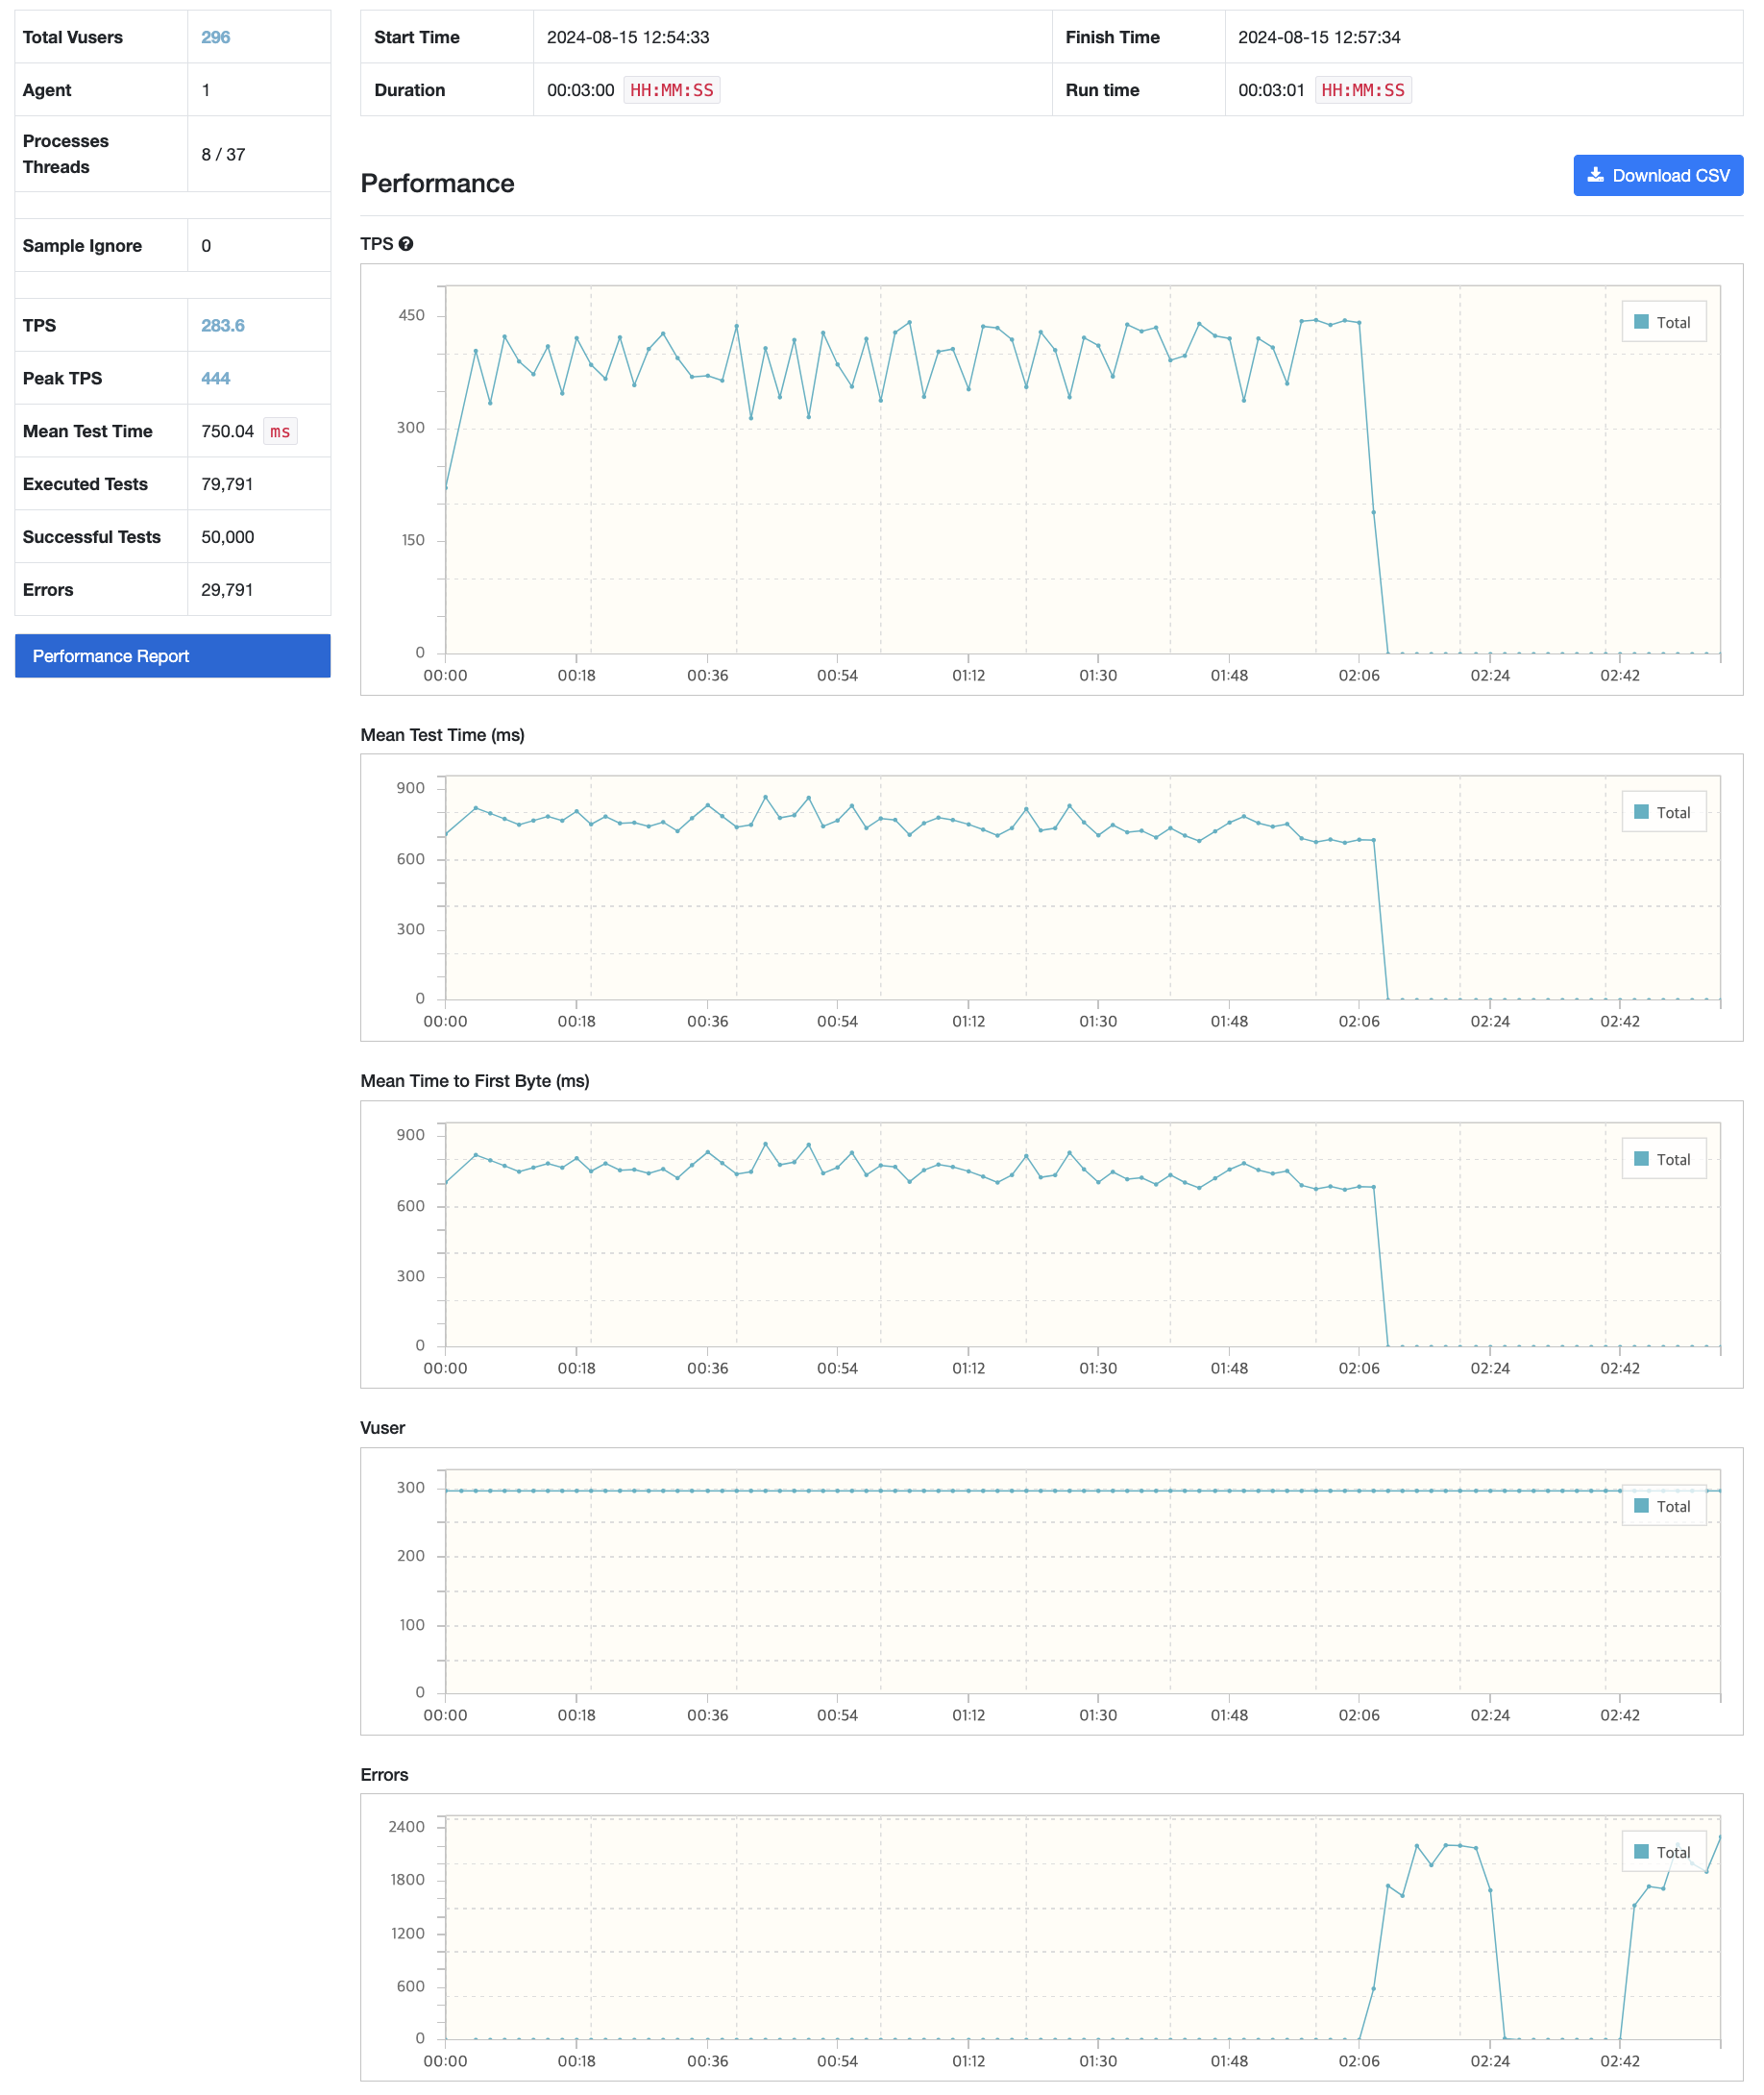 Total Vusers 296
Agent 1
Processes
Threads 8 / 37
Sample Ignore 0
TPS 283.6
Peak TPS 444
Mean Test Time 750.04 ms
Executed Tests 79,791
Successful Tests 50,000
Errors 29,791
Performance Report
Start Time 2024-08-15 12:54:33 Finish Time 2024-08-15 12:57:34
Duration 00:03:00 HH:MM:SS Run time 00:03:01 HH:MM:SS
Performance
Download CSV
TPS
450
300
150
0
Total
00:00 00:18 00:36 00:54 01:12 01:30 01:48 02:06 02:24 02:42
Mean Test Time (ms)
900
600
300
0
Total
00:00 00:18 00:36 00:54 01:12 01:30 01:48 02:06 02:24 02:42
Mean Time to First Byte (ms)
900
600
300
0
Total
00:00 00:18 00:36 00:54 01:12 01:30 01:48 02:06 02:24 02:42
Vuser
300
200
100
0
Total
00:00 00:18 00:36 00:54 01:12 01:30 01:48 02:06 02:24 02:42
Errors
2400
1800
1200
600
0
Total
00:00 00:18 00:36 00:54 01:12 01:30 01:48 02:06 02:24 02:42